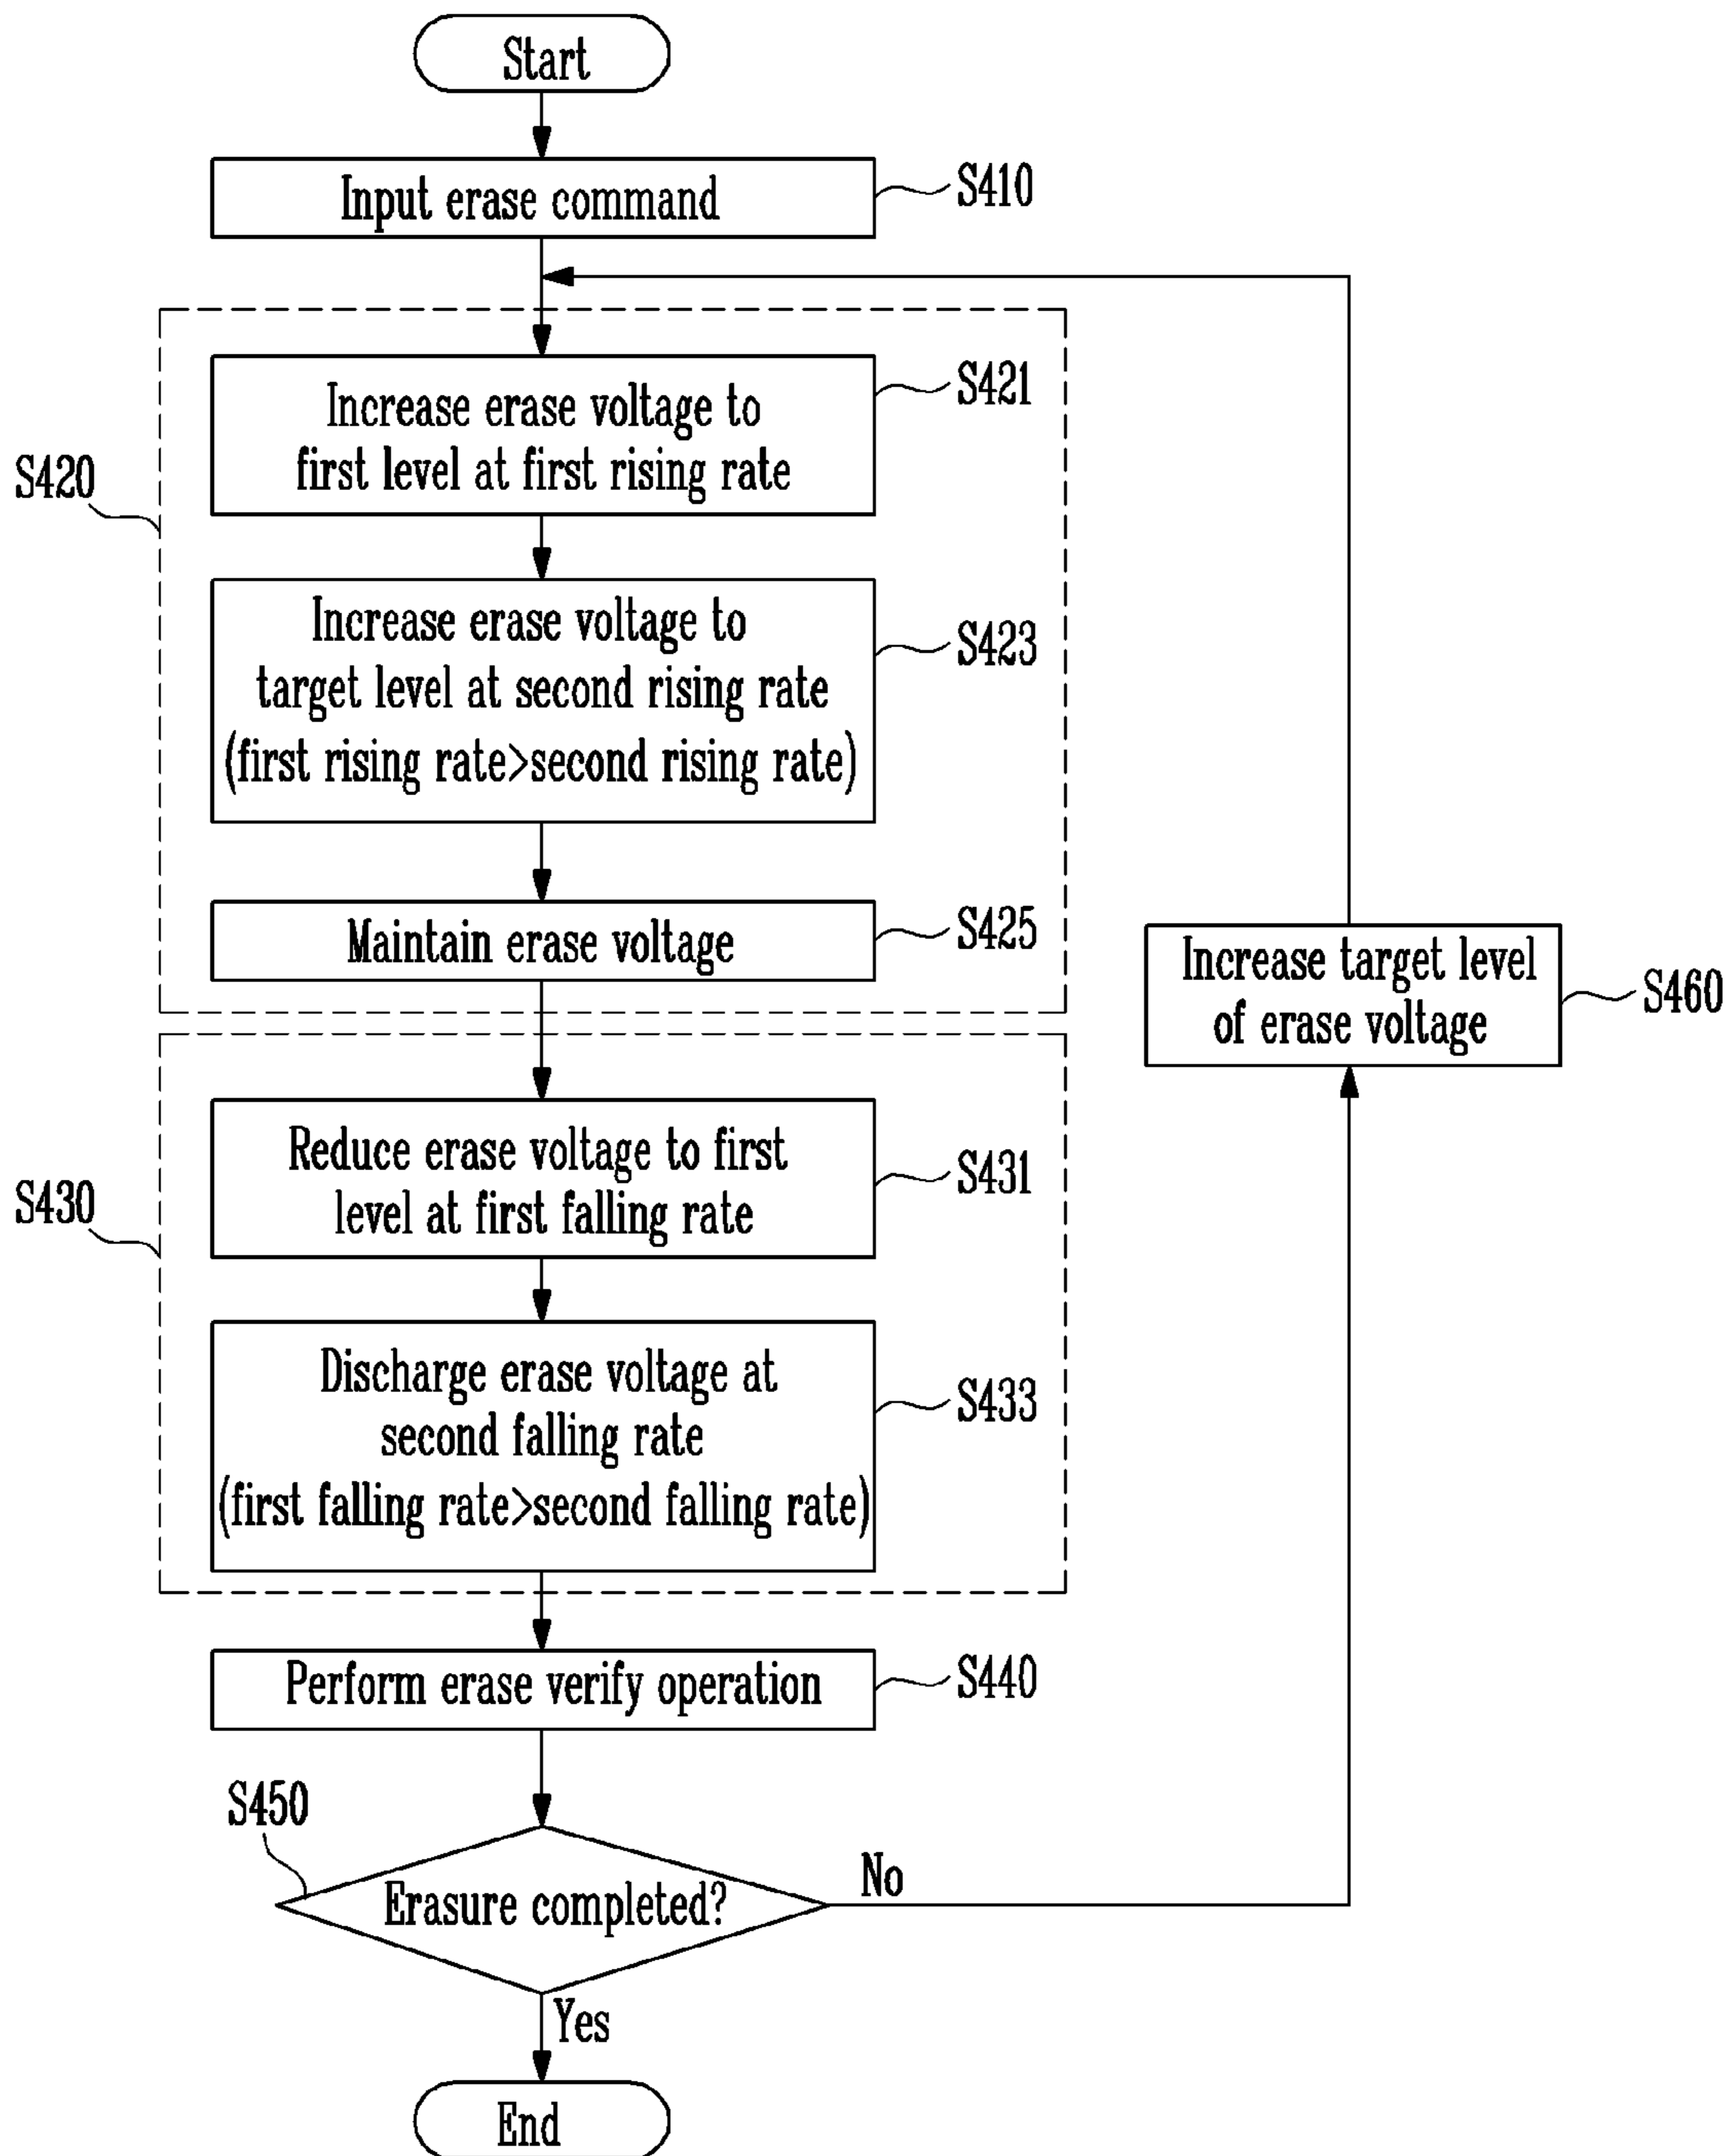 Start
Input erase command
S410
Increase erase voltage to
first level at first rising rate
S421
S420
Increase erase voltage to
target level at second rising rate
(first rising rate>second rising rate)
S423
Maintain erase voltage
S425
Increase target level
of erase voltage
S460
Reduce erase voltage to first
level at first falling rate
S431
S430
Discharge erase voltage at
second falling rate
(first falling rate>second falling rate)
S433
Perform erase verify operation
S440
S450
Erasure completed?
No
Yes
End